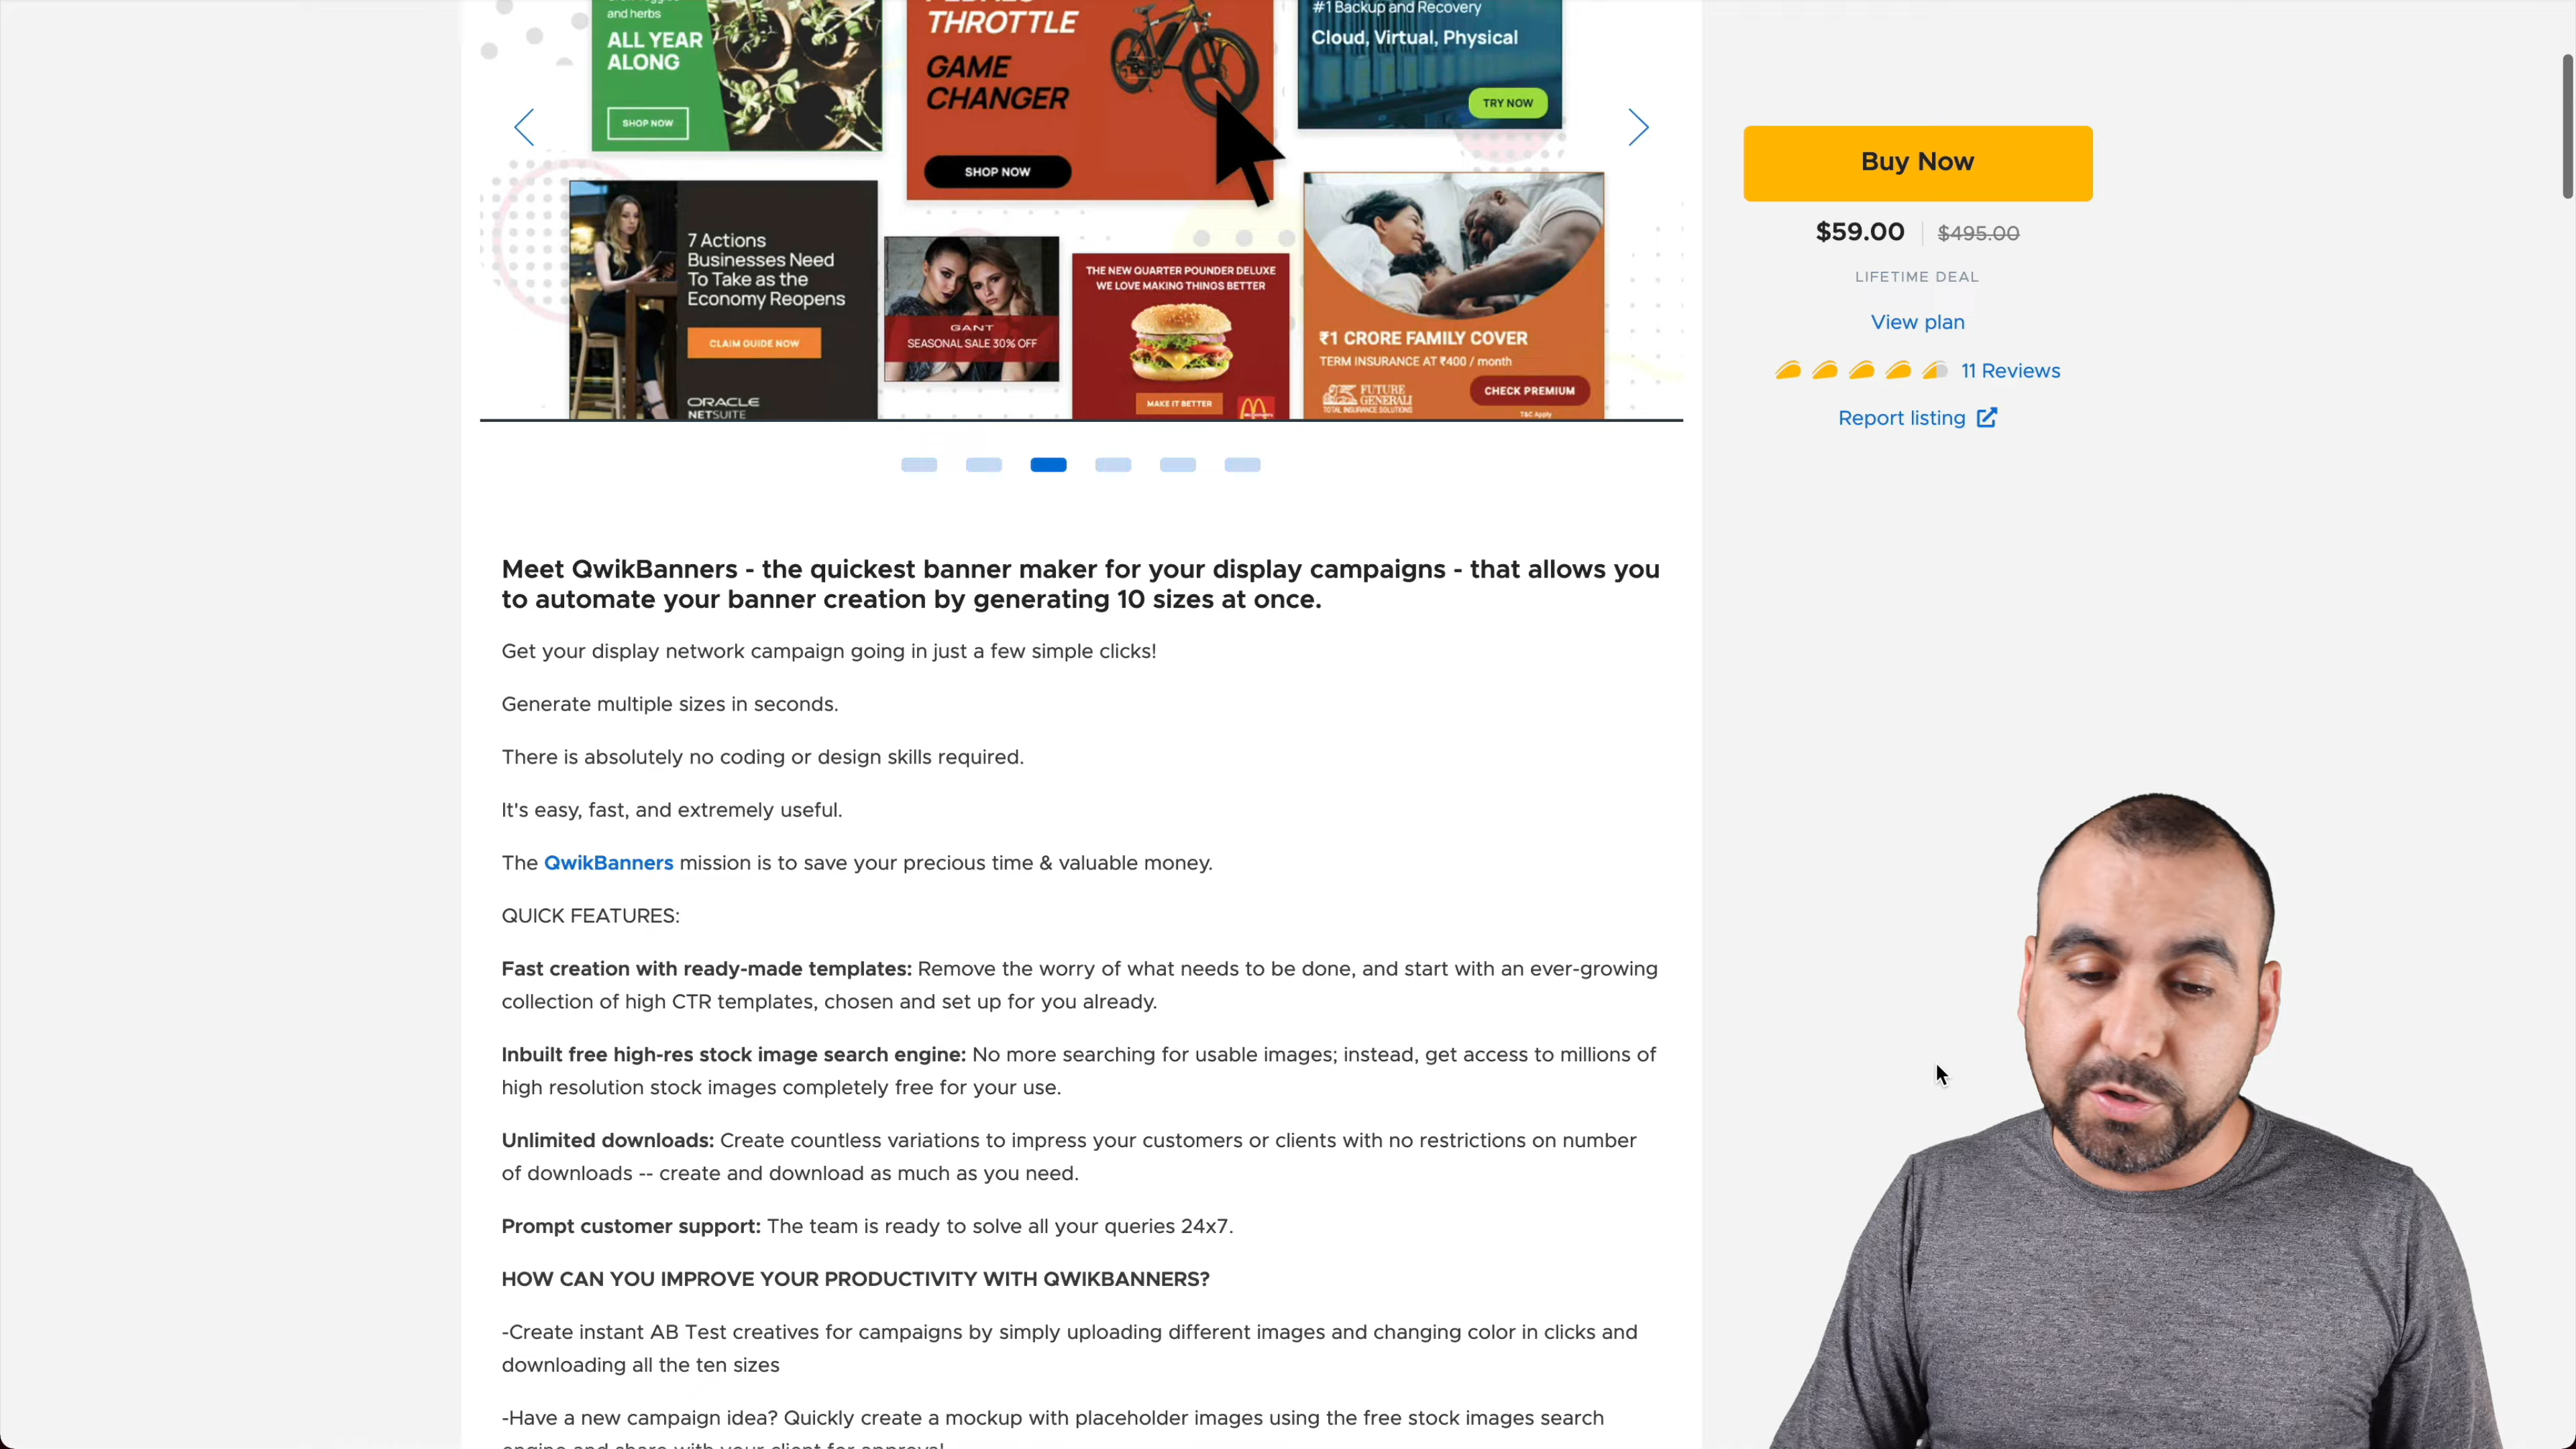 and herbs
ALL YEAR
ALONG
SHOP NOW
THROTTLE
GAME
CHANGER
SHOP NOW
#1 Backup and Recovery
Cloud, Virtual, Physical
TRY NOW
7 Actions
Businesses Need
To Take as the
Economy Reopens
CLAIM GUIDE NOW
ORACLE
NETSUITE
GANT
SEASONAL SALE 30% OFF
THE NEW QUARTER POUNDER DELUXE
WE LOVE MAKING THINGS BETTER
MAKE IT BETTER
₹1 CRORE FAMILY COVER
TERM INSURANCE AT ₹400 / month
FUTURE
GENERALI
TOTAL INSURANCE SOLUTIONS
CHECK PREMIUM
T&C Apply
Buy Now
$59.00 $495.00
LIFETIME DEAL
View plan
11 Reviews
Report listing
Meet QwikBanners - the quickest banner maker for your display campaigns - that allows you
to automate your banner creation by generating 10 sizes at once.
Get your display network campaign going in just a few simple clicks!
Generate multiple sizes in seconds.
There is absolutely no coding or design skills required.
It's easy, fast, and extremely useful.
The QwikBanners mission is to save your precious time & valuable money.
QUICK FEATURES:
Fast creation with ready-made templates: Remove the worry of what needs to be done, and start with an ever-growing
collection of high CTR templates, chosen and set up for you already.
Inbuilt free high-res stock image search engine: No more searching for usable images; instead, get access to millions of
high resolution stock images completely free for your use.
Unlimited downloads: Create countless variations to impress your customers or clients with no restrictions on number
of downloads -- create and download as much as you need.
Prompt customer support: The team is ready to solve all your queries 24x7.
HOW CAN YOU IMPROVE YOUR PRODUCTIVITY WITH QWIKBANNERS?
-Create instant AB Test creatives for campaigns by simply uploading different images and changing color in clicks and
downloading all the ten sizes
-Have a new campaign idea? Quickly create a mockup with placeholder images using the free stock images search